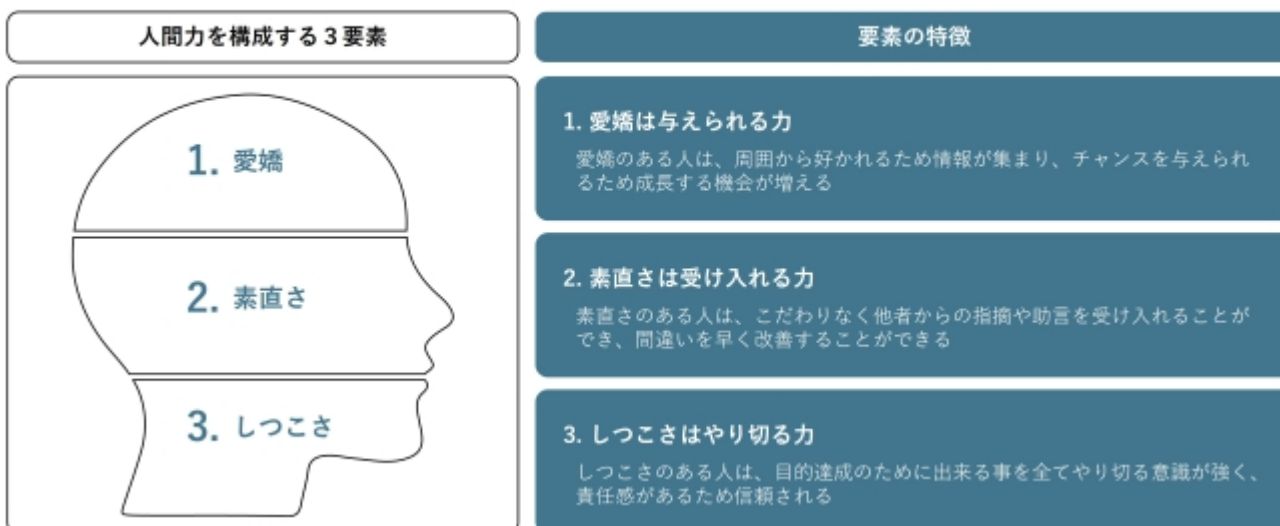 人間力を構成する3要素
要素の特徴
1. 愛嬌
2. 素直さ
3. しつこさ
1. 愛嬌は与えられる力
愛嬌のある人は、周囲から好かれるため情報が集まり、チャンスを与えられ
るため成長する機会が増える
2. 素直さは受け入れる力
素直さのある人は、こだわりなく他者からの指摘や助言を受け入れることが
でき、間違いを早く改善することができる
3. しつこさはやり切る力
しつこさのある人は、目的達成のために出来る事を全てやり切る意識が強く、
責任感があるため信頼される